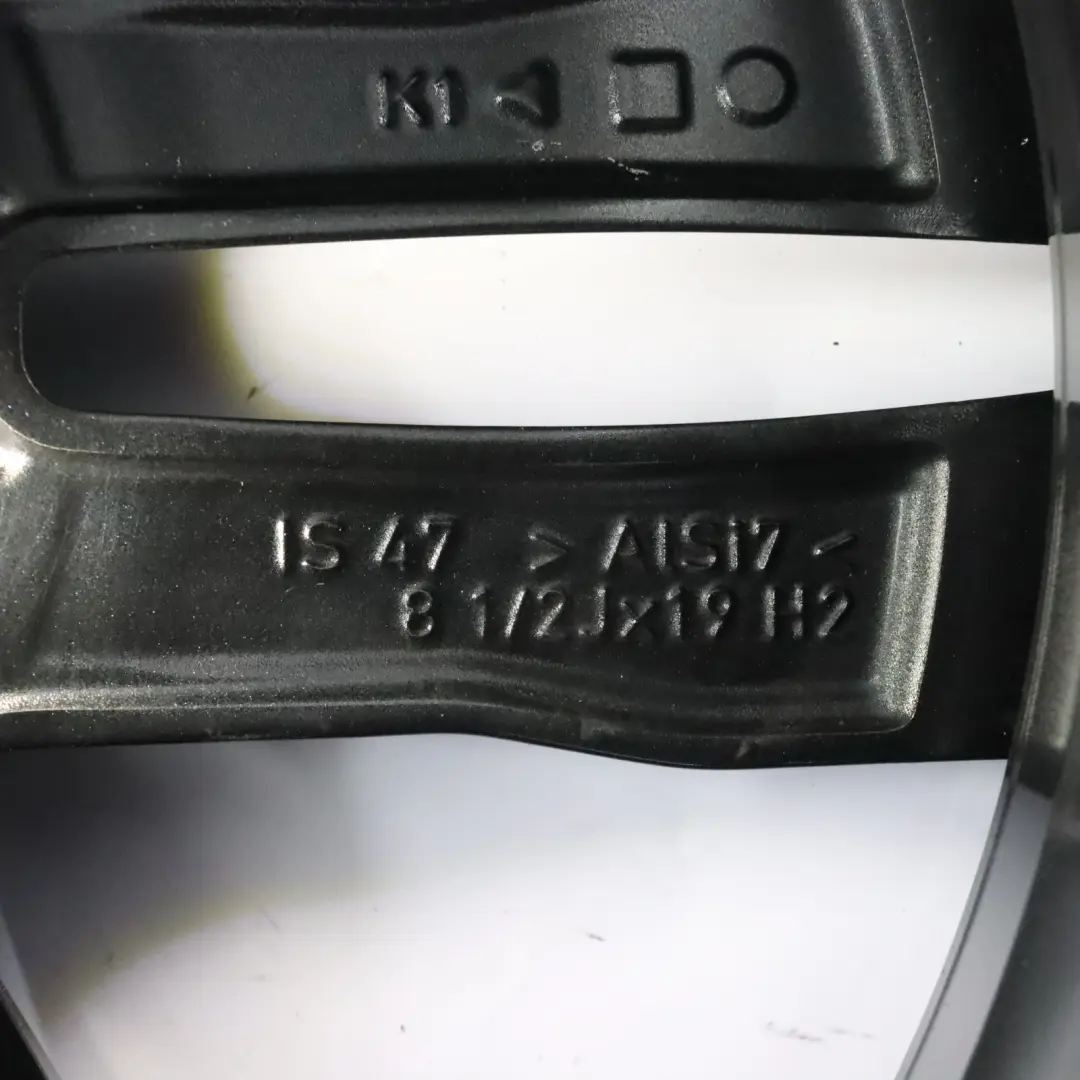 K1
IS 47 > AlSi7 <
8 1/2Jx19 H2